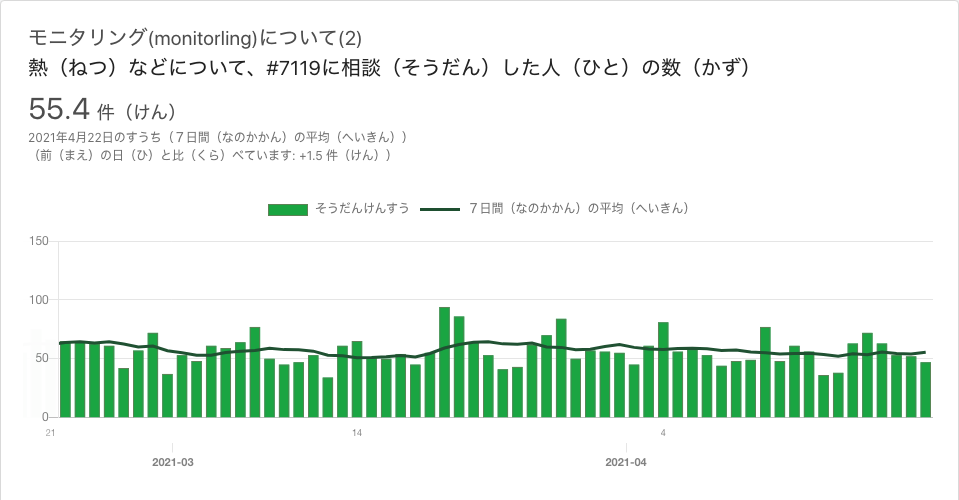 モニタリング(monitorling)について(2)
熱（ねつ）などについて、#7119に相談（そうだん）した人（ひと）の数（かず）
55.4 件（けん）
2021年4月22日のすうち（７日間（なのかかん）の平均（へいきん））
（前（まえ）の日（ひ）と比（くら）べています: +1.5 件（けん））
そうだんけんすう ７日間（なのかかん）の平均（へいきん）
150
100
50
0
21 14 4
2021-03 2021-04